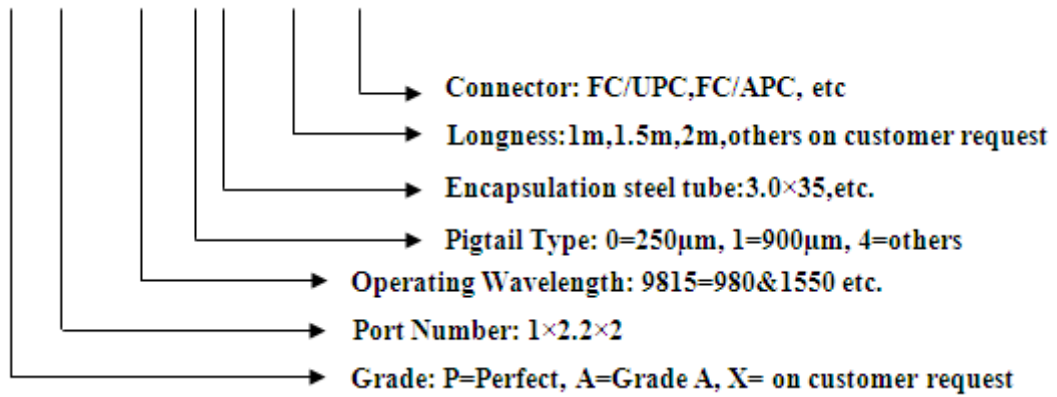 Connector: FC/UPC,FC/APC, etc
Longness:1m,1.5m,2m,others on customer request
Encapsulation steel tube:3.0×35,etc.
Pigtail Type: 0=250μm, 1=900μm, 4=others
Operating Wavelength: 9815=980&1550 etc.
Port Number: 1×2.2×2
Grade: P=Perfect, A=Grade A, X= on customer request